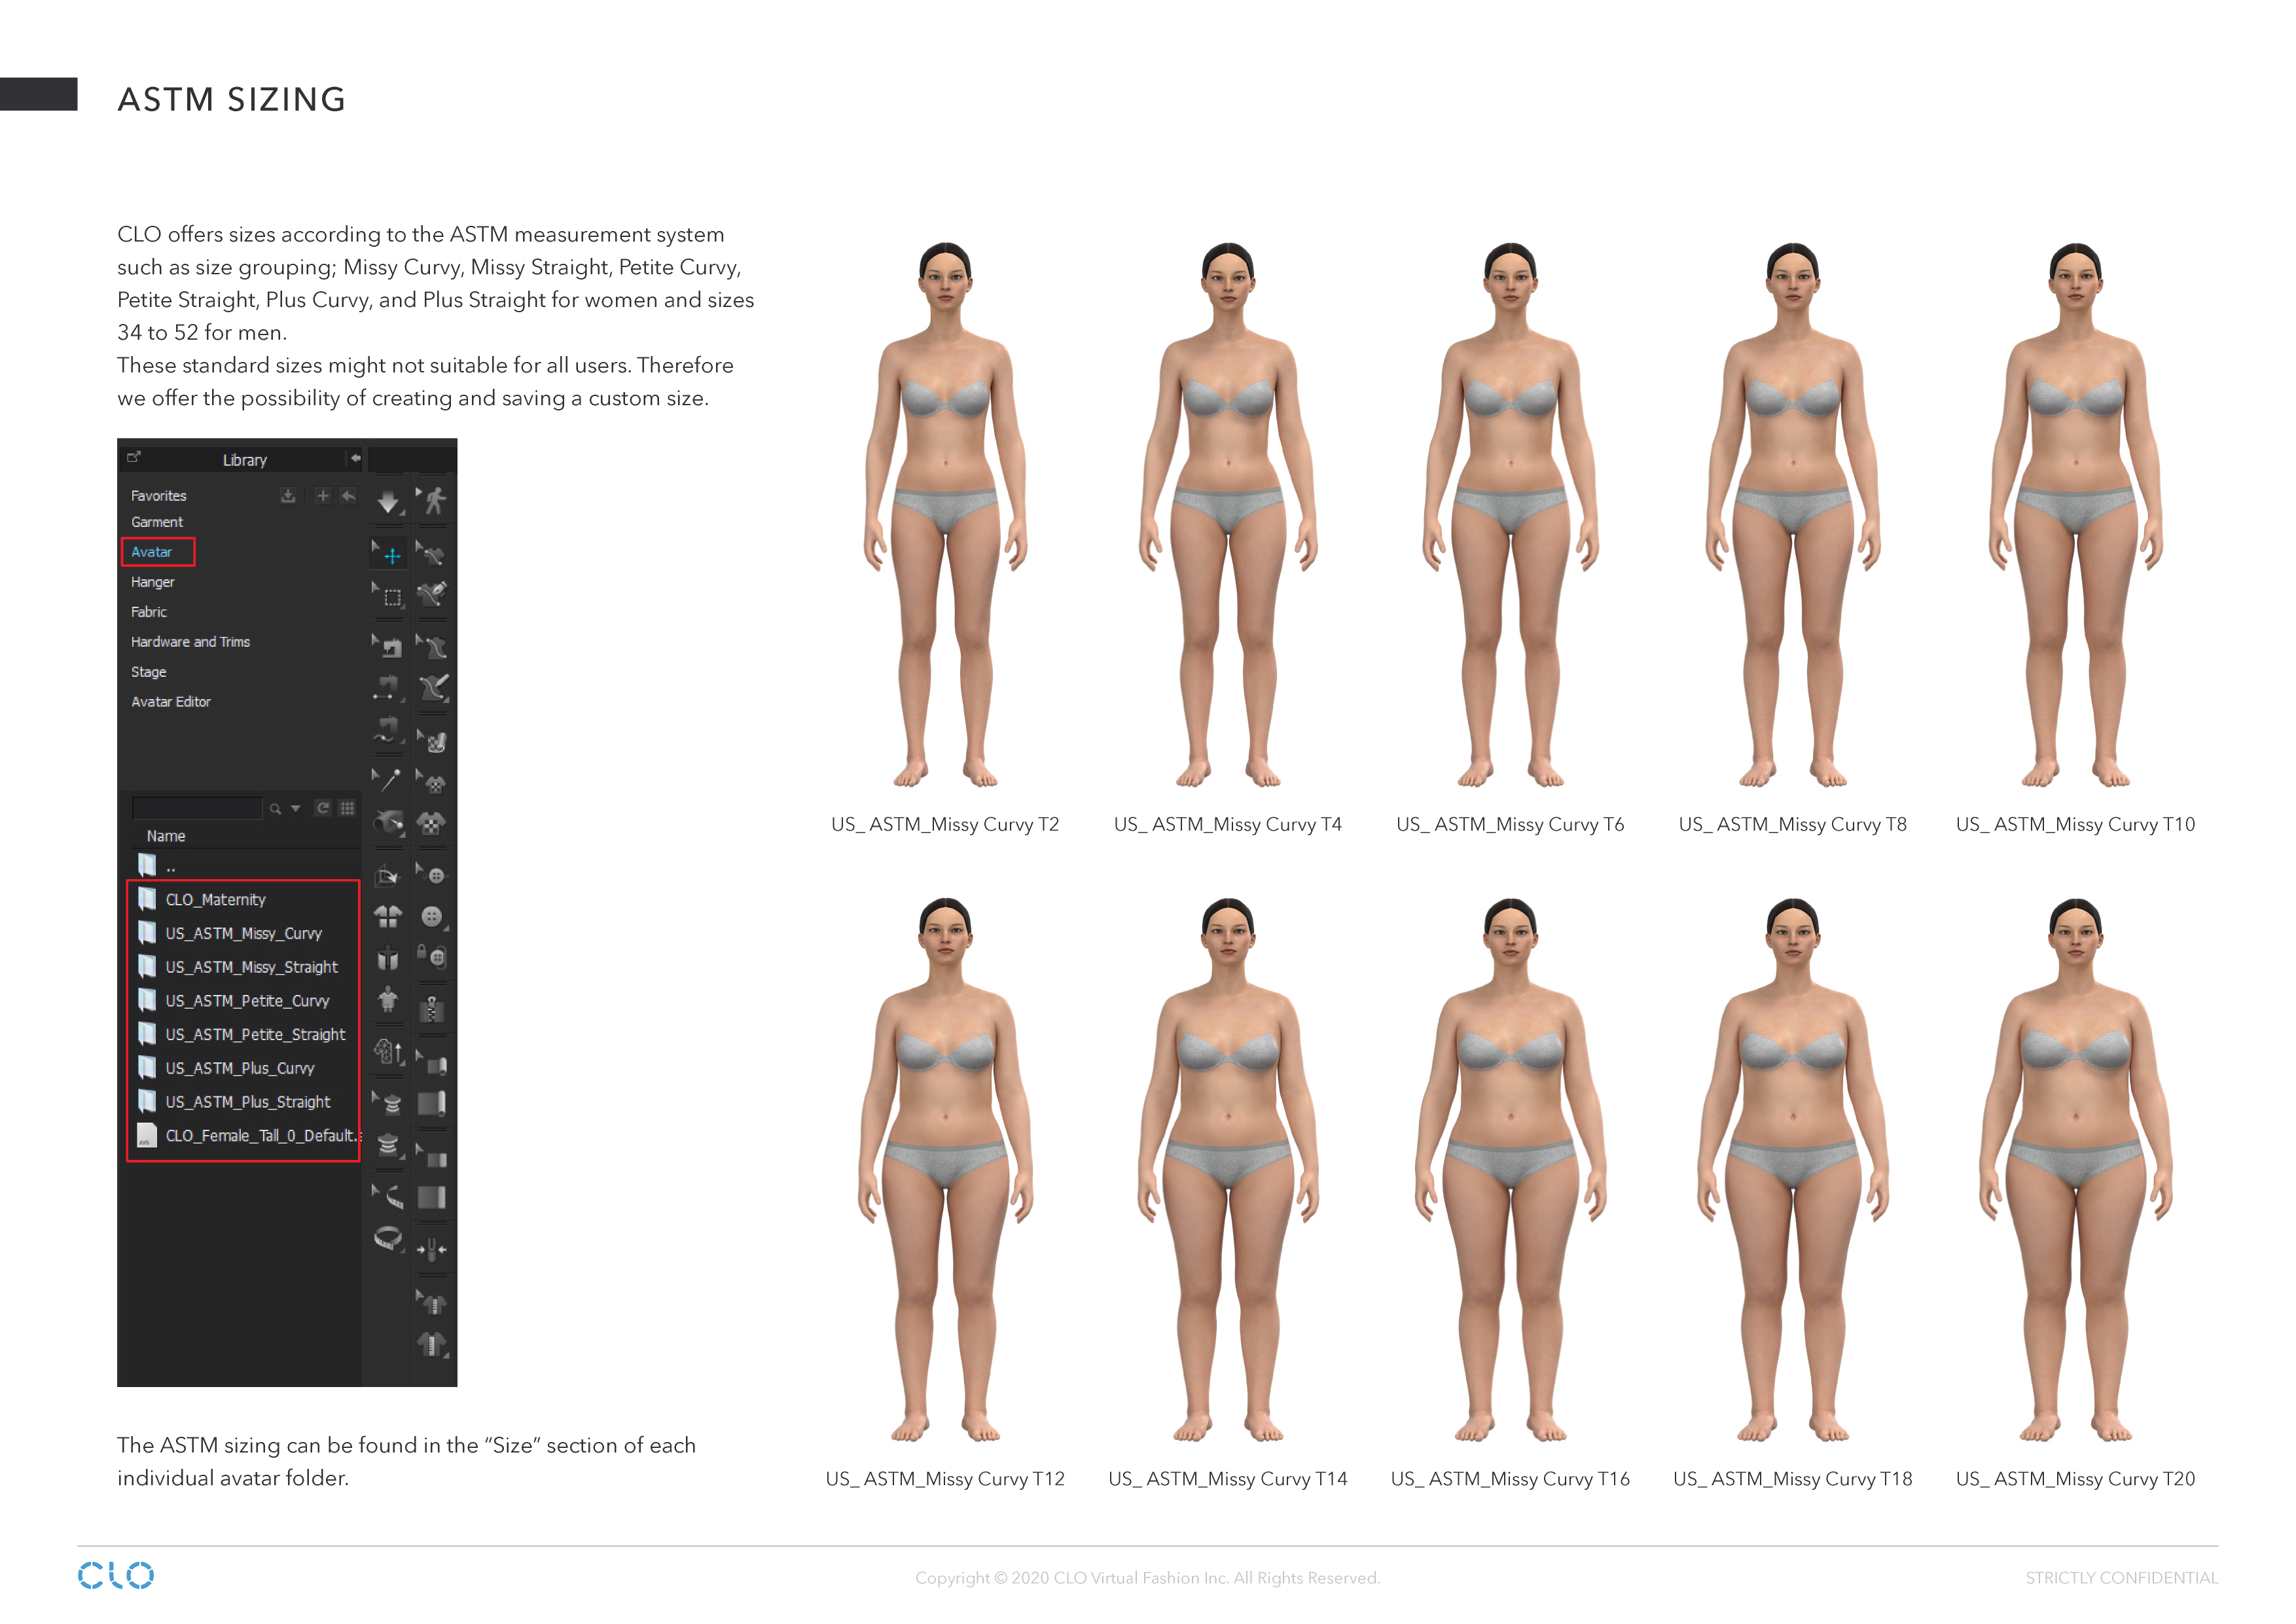 ASTM SIZING
CLO offers sizes according to the ASTM measurement system
such as size grouping; Missy Curvy, Missy Straight, Petite Curvy,
Petite Straight, Plus Curvy, and Plus Straight for women and sizes
34 to 52 for men.
These standard sizes might not suitable for all users. Therefore
we offer the possibility of creating and saving a custom size.
Library
Favorites
Garment
Avatar
Hanger
Fabric
Hardware and Trims
Stage
Avatar Editor
Name
..
CLO_Maternity
US_ASTM_Missy_Curvy
US_ASTM_Missy_Straight
US_ASTM_Petite_Curvy
US_ASTM_Petite_Straight
US_ASTM_Plus_Curvy
US_ASTM_Plus_Straight
CLO_Female_Tall_0_Default.
The ASTM sizing can be found in the “Size” section of each
individual avatar folder.
US_ ASTM_Missy Curvy T2
US_ ASTM_Missy Curvy T4
US_ ASTM_Missy Curvy T6
US_ ASTM_Missy Curvy T8
US_ ASTM_Missy Curvy T10
US_ ASTM_Missy Curvy T12
US_ ASTM_Missy Curvy T14
US_ ASTM_Missy Curvy T16
US_ ASTM_Missy Curvy T18
US_ ASTM_Missy Curvy T20
CLO
Copyright © 2020 CLO Virtual Fashion Inc. All Rights Reserved.
STRICTLY CONFIDENTIAL